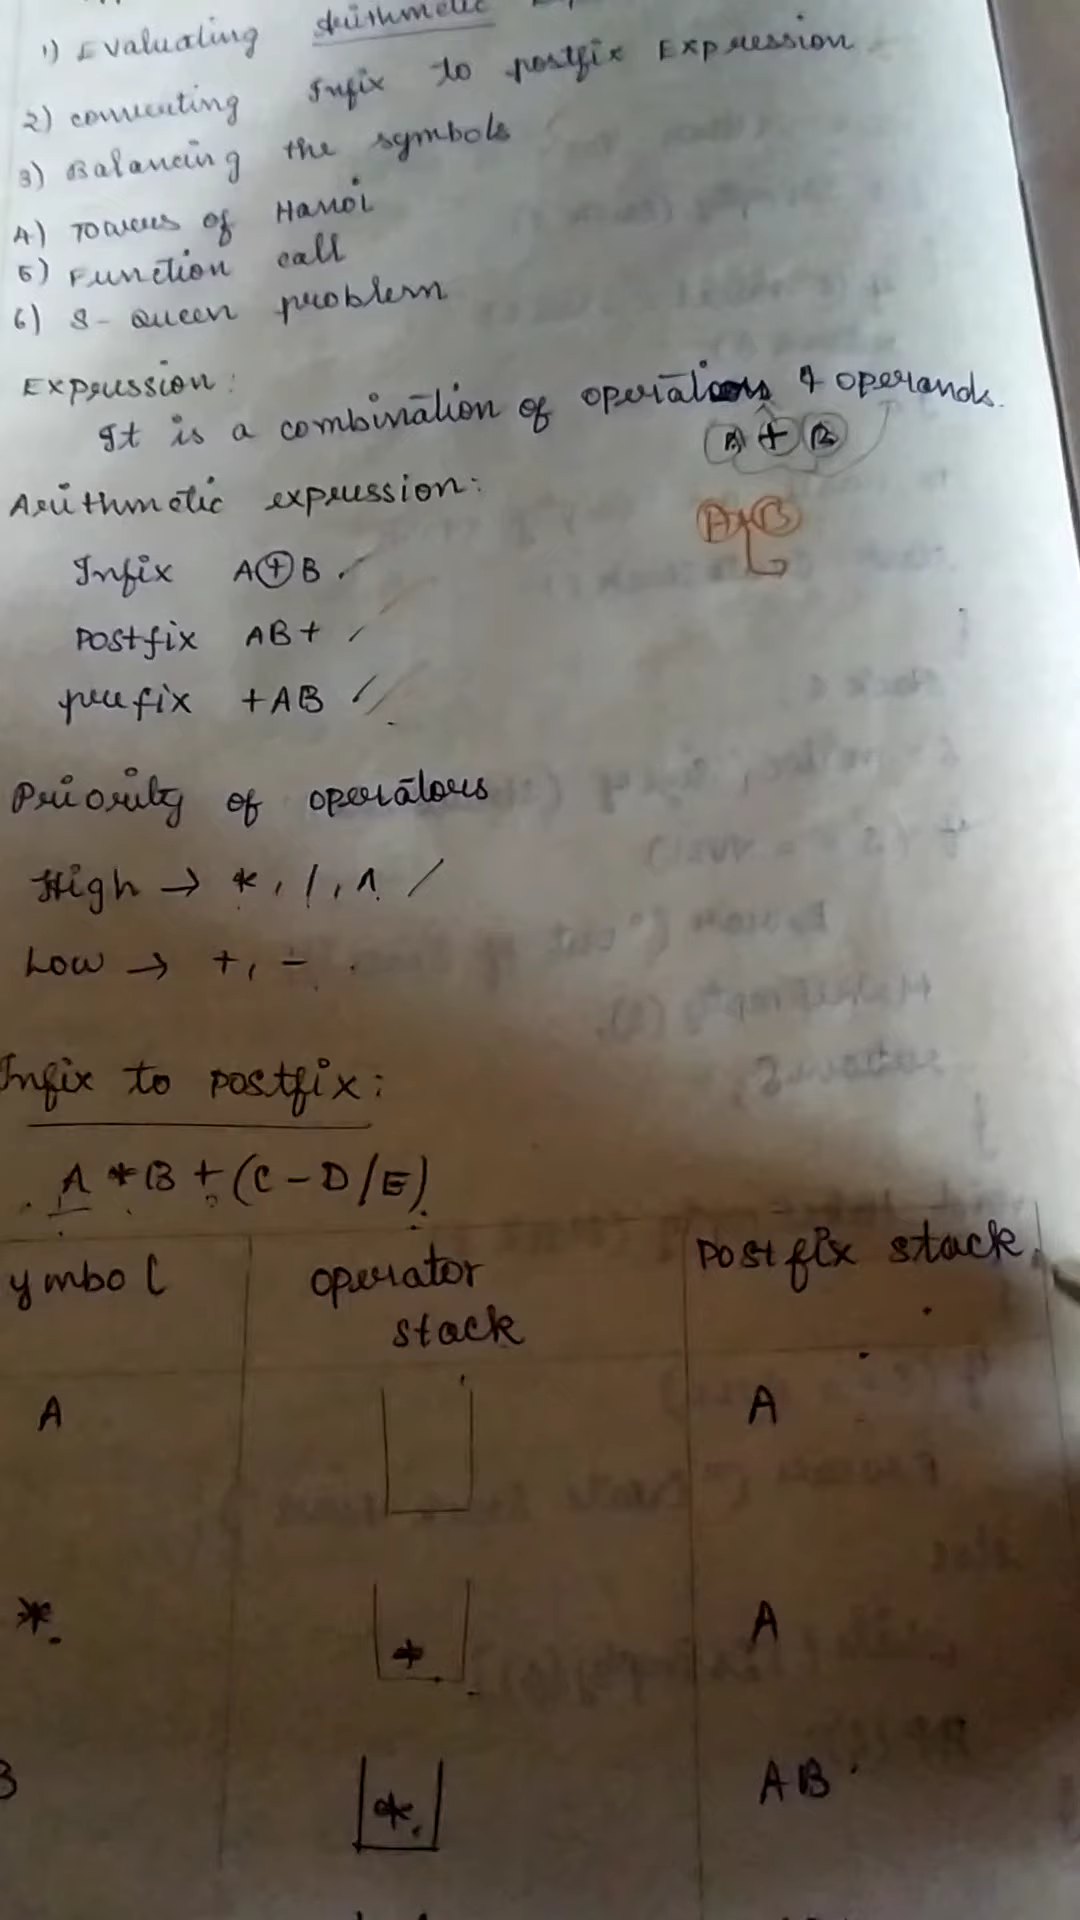 1) Evaluating Arithmetic
2) converting Infix to postfix Expression
3) Balancing the symbols
4) Towers of Hanoi
5) Function call
6) 8-Queen problem
Expression:
It is a combination of operators & operands.
A + B
Arithmetic expression:
A + B
Infix A+B
Postfix AB+
prefix +AB
Priority of operators
High → *, /, ^
Low → +, -
Infix to postfix:
A * B + (C - D/E)
ymbol operator stack Postfix stack
A A
* * A
B * AB